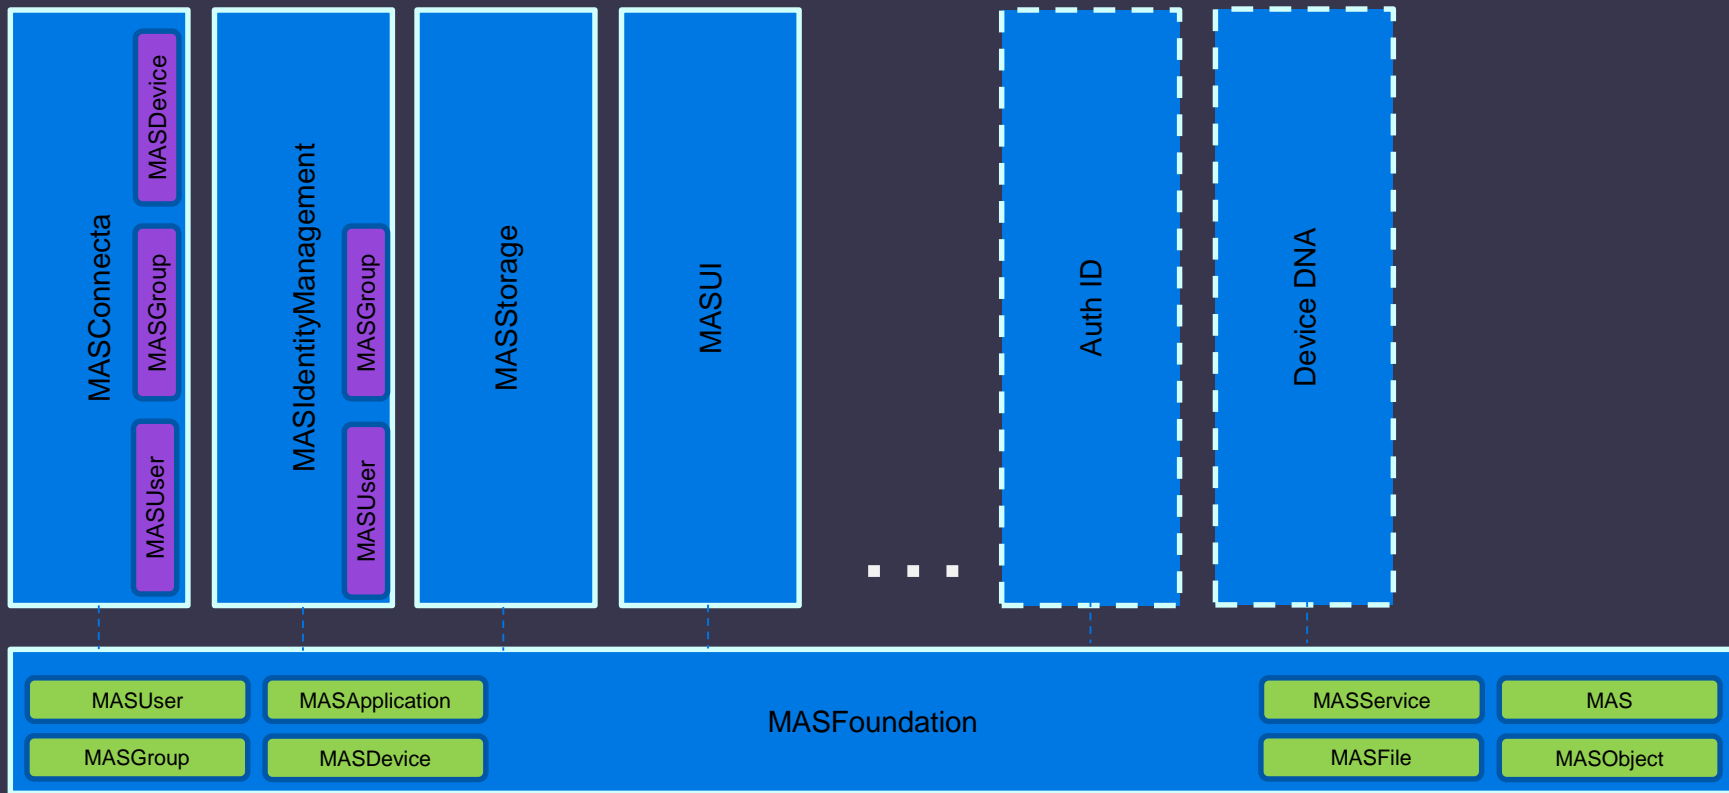 MASConnecta
MASDevice
MASGroup
MASUser
MASIdentityManagement
MASGroup
MASUser
MASStorage
MASUI
...
Auth ID
Device DNA
MASUser
MASApplication
MASGroup
MASDevice
MASFoundation
MASService
MAS
MASFile
MASObject